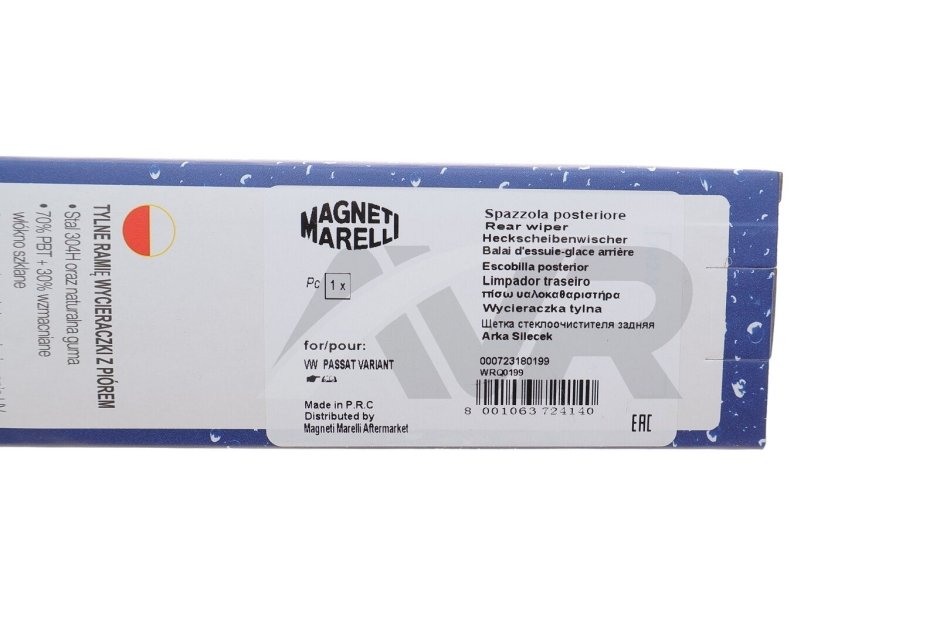 TYLNE RAMIĘ WYCIERACZKI Z PIÓREM
• Stal 304H oraz naturalna guma
• 70% PBT + 30% wzmacniane
włókno szklane
MAGNETI
MARELLI
Pc 1 x
for/pour:
VW PASSAT VARIANT
Made in P.R.C
Distributed by
Magneti Marelli Aftermarket
Spazzola posteriore
Rear wiper
Heckscheibenwischer
Balai d'essuie-glace arrière
Escobilla posterior
Limpador traseiro
πίσω υαλοκαθαριστήρα
Wycieraczka tylna
Щетка стеклоочистителя задняя
Arka Silecek
000723180199
WRQ0199
8 001063 724140
EAC
AVR